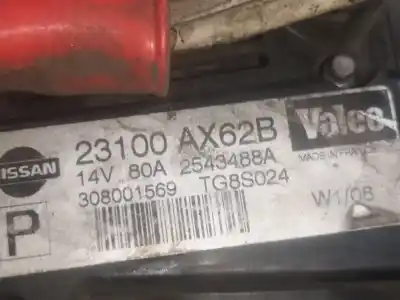 NISSAN 23100 AX62B Valeo
14V 80A 2543488A MADE IN FRANCE
308001569 TG8S024
P W1/06